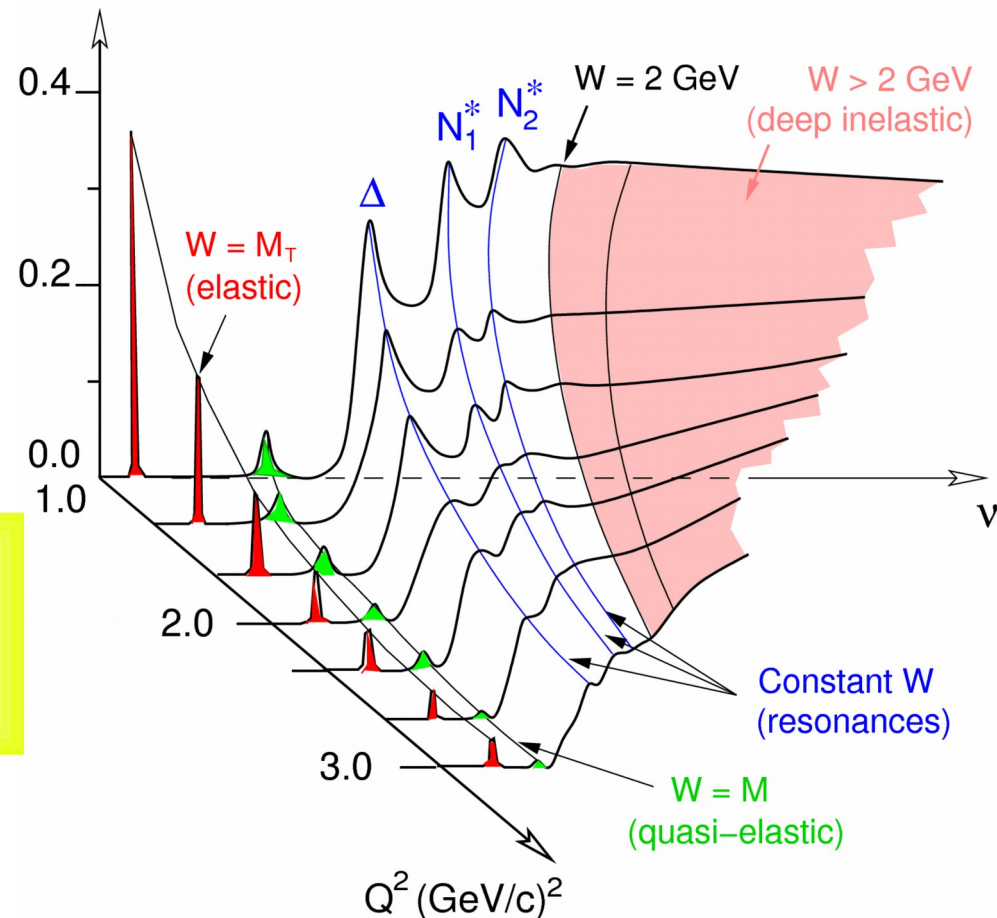 0.4
0.2
0.0
1.0
2.0
3.0
W = M_T
(elastic)
Δ
N₁*
N₂*
W = 2 GeV
W > 2 GeV
(deep inelastic)
ν
Constant W
(resonances)
W = M
(quasi−elastic)
Q² (GeV/c)²